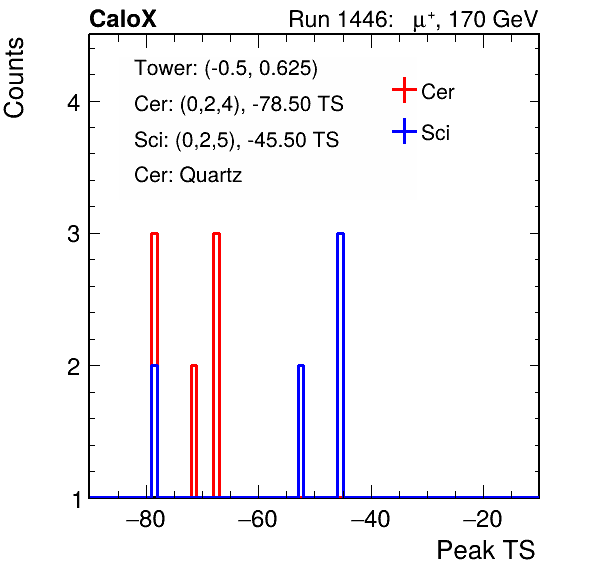 CaloX Run 1446: μ⁺, 170 GeV
Counts
Tower: (-0.5, 0.625)
Cer: (0,2,4), -78.50 TS
Sci: (0,2,5), -45.50 TS
Cer: Quartz
Cer
Sci
4
3
2
1
−80 −60 −40 −20
Peak TS